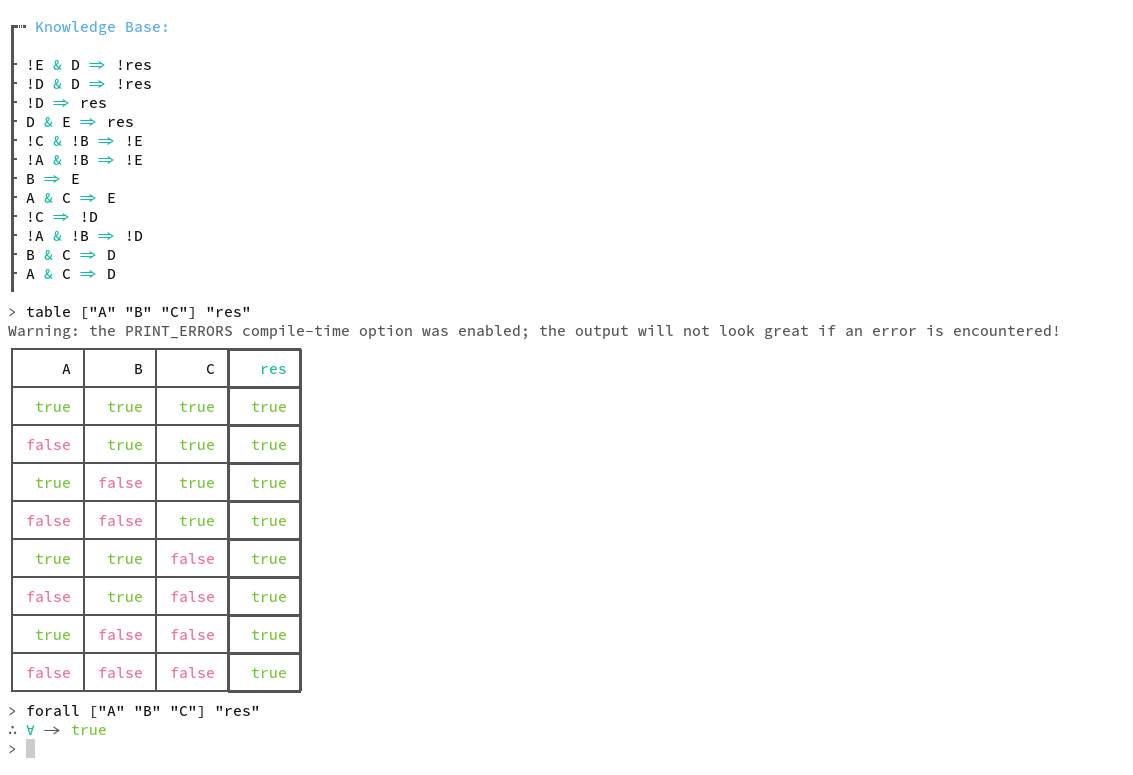 Knowledge Base:
!E & D ⇒ !res
!D & D ⇒ !res
!D ⇒ res
D & E ⇒ res
!C & !B ⇒ !E
!A & !B ⇒ !E
B ⇒ E
A & C ⇒ E
!C ⇒ !D
!A & !B ⇒ !D
B & C ⇒ D
A & C ⇒ D
> table ["A" "B" "C"] "res"
Warning: the PRINT_ERRORS compile-time option was enabled; the output will not look great if an error is encountered!
A B C res
true true true true
false true true true
true false true true
false false true true
true true false true
false true false true
true false false true
false false false true
> forall ["A" "B" "C"] "res"
∴ ∀ → true
>